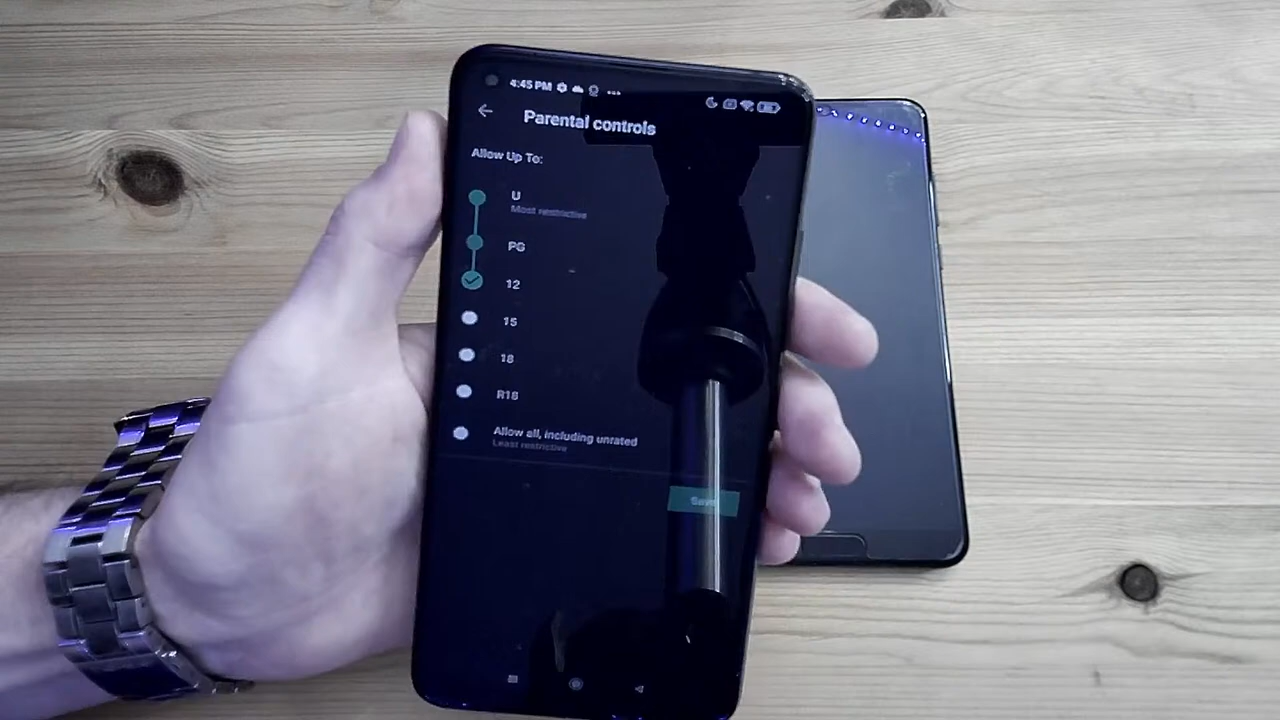 4:45 PM
Parental controls
Allow Up To:
U
Most restrictive
PG
12
15
18
R18
Allow all, including unrated
Least restrictive
Save